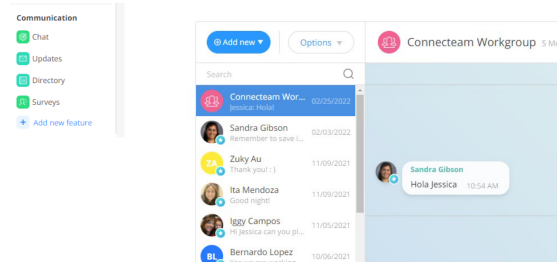 Communication
Chat
Updates
Directory
Surveys
+ Add new feature
Add new ▼
Options ▼
Search
Connecteam Wor... 02/25/2022
Jessica: Hola!
Sandra Gibson 02/03/2022
Remember to save i...
ZA Zuky Au 11/09/2021
Thank you! : )
Ita Mendoza 11/09/2021
Good night!
Iggy Campos 11/05/2021
Hi Jessica can you pl...
BL Bernardo Lopez 10/06/2021
Connecteam Workgroup 5 M
Sandra Gibson
Hola Jessica 10:54 AM